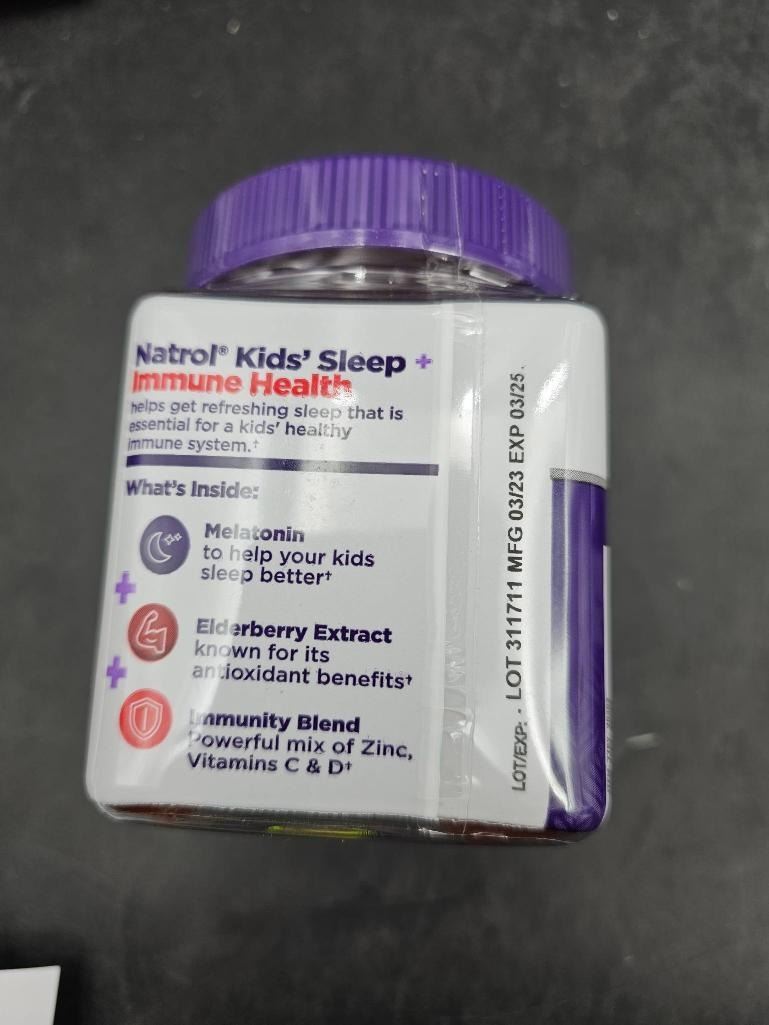 Natrol® Kids' Sleep +
Immune Health
helps get refreshing sleep that is
essential for a kids' healthy
immune system.†
What's Inside:
Melatonin
to help your kids
sleep better†
+
Elderberry Extract
known for its
antioxidant benefits†
+
Immunity Blend
Powerful mix of Zinc,
Vitamins C & D†
LOT/EXP: LOT 311711 MFG 03/23 EXP 03/25